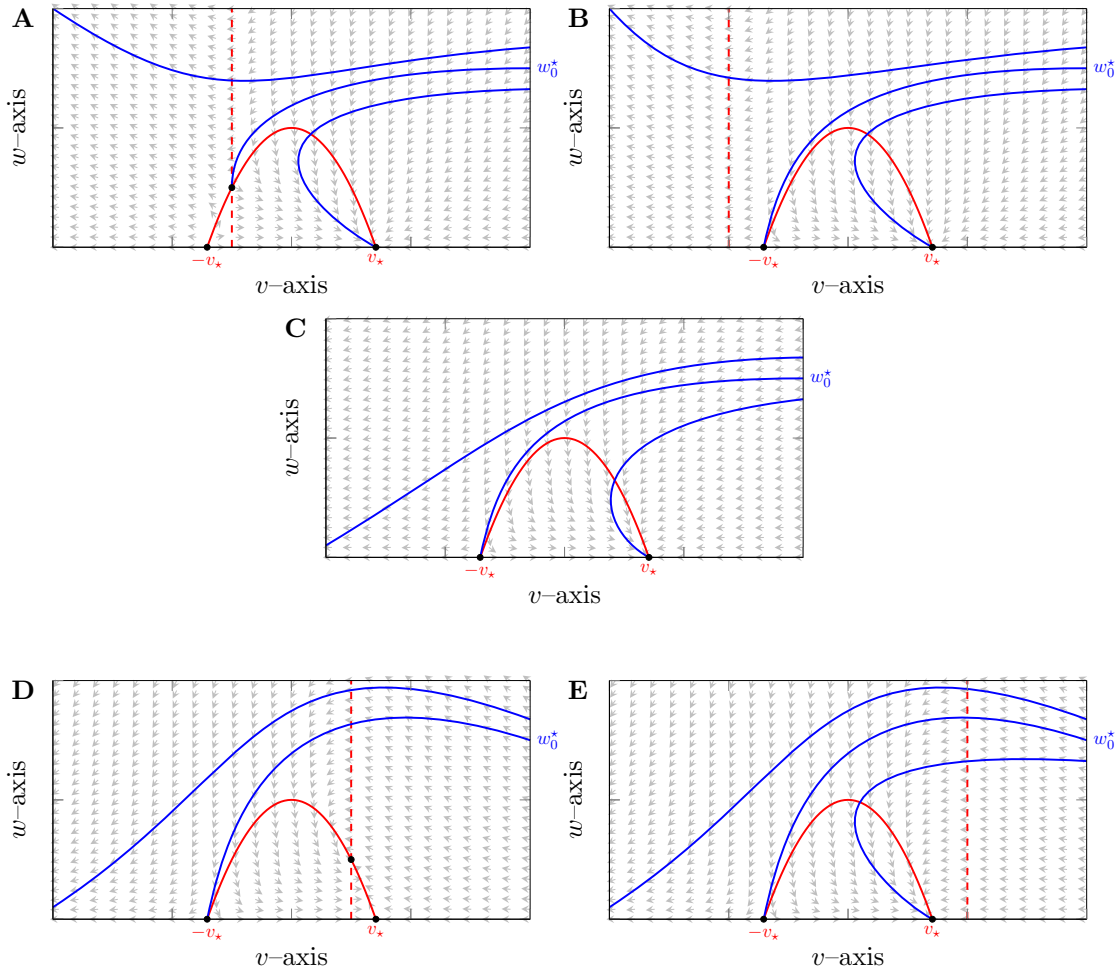 A
w–axis
w₀⋆
−v⋆
v⋆
v–axis
B
w–axis
w₀⋆
−v⋆
v⋆
v–axis
C
w–axis
w₀⋆
−v⋆
v⋆
v–axis
D
w–axis
w₀⋆
−v⋆
v⋆
v–axis
E
w–axis
w₀⋆
−v⋆
v⋆
v–axis